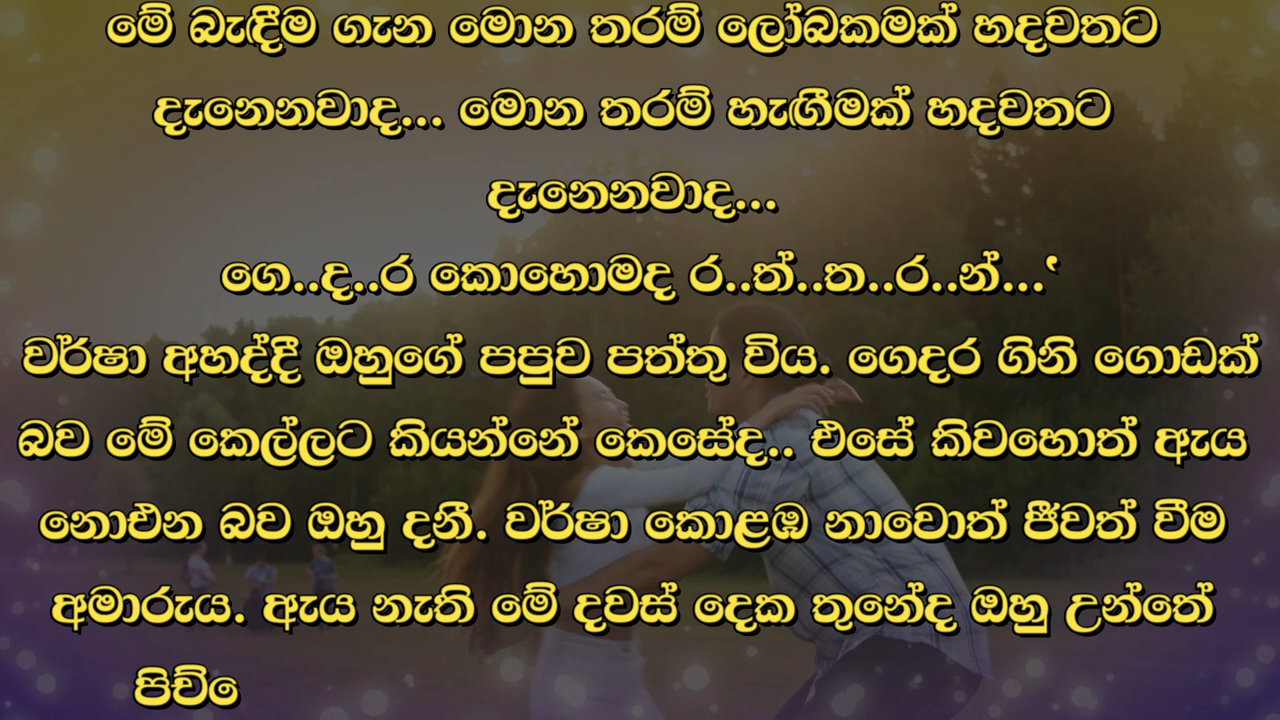 මේ බැඳීම ගැන මොන තරම් ලෝබකමක් හදවතට
දැනෙනවාද... මොන තරම් හැඟීමක් හදවතට
දැනෙනවාද...
ගෙ..ද..ර කොහොමද ර..ත්..ත..ර..න්...‛
වර්ෂා අහද්දී ඔහුගේ පපුව පත්තු විය. ගෙදර ගිනි ගොඩක්
බව මේ කෙල්ලට කියන්නේ කෙසේද.. එසේ කිවහොත් ඇය
නොඑන බව ඔහු දනී. වර්ෂා කොළඹ නාවොත් ජීවත් වීම
අමාරුය. ඇය නැති මේ දවස් දෙක තුනේද ඔහු උන්තේ
පිච්චේ